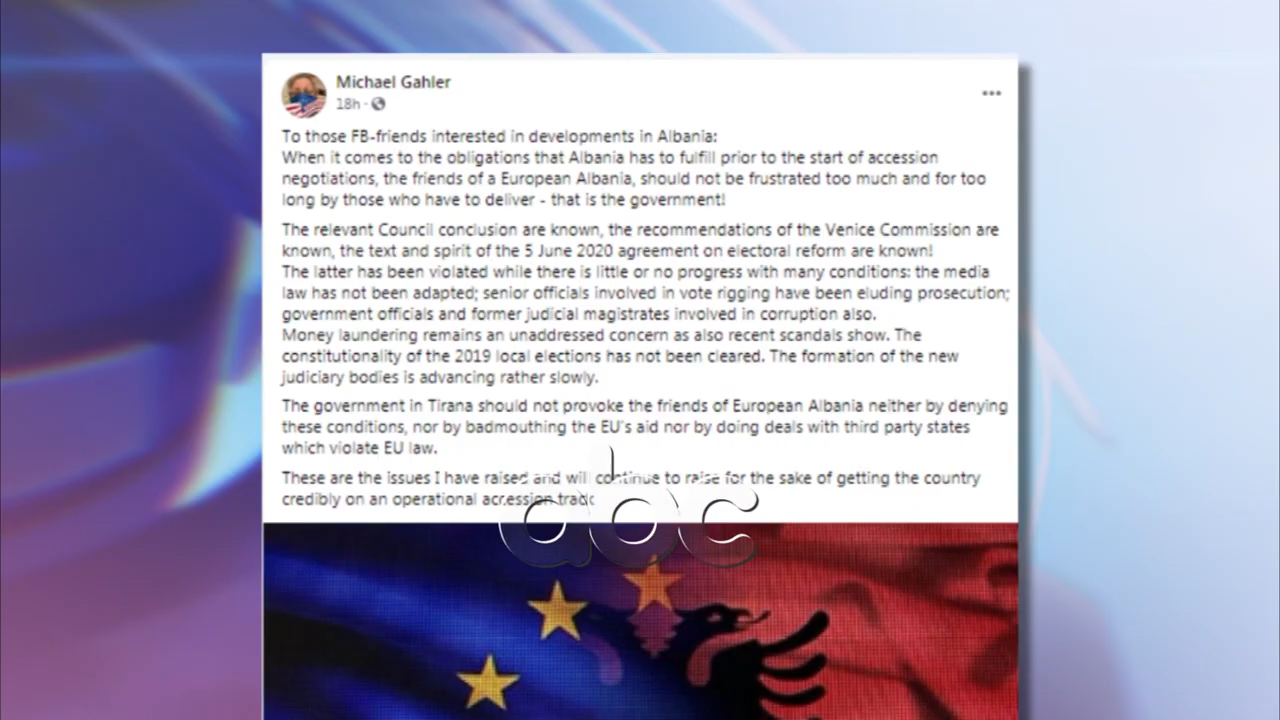 Michael Gahler
18h ·
To those FB-friends interested in developments in Albania:
When it comes to the obligations that Albania has to fulfill prior to the start of accession
negotiations, the friends of a European Albania, should not be frustrated too much and for too
long by those who have to deliver - that is the government!
The relevant Council conclusion are known, the recommendations of the Venice Commission are
known, the text and spirit of the 5 June 2020 agreement on electoral reform are known!
The latter has been violated while there is little or no progress with many conditions: the media
law has not been adapted; senior officials involved in vote rigging have been eluding prosecution;
government officials and former judicial magistrates involved in corruption also.
Money laundering remains an unaddressed concern as also recent scandals show. The
constitutionality of the 2019 local elections has not been cleared. The formation of the new
judiciary bodies is advancing rather slowly.
The government in Tirana should not provoke the friends of European Albania neither by denying
these conditions, nor by badmouthing the EU's aid nor by doing deals with third party states
which violate EU law.
These are the issues I have raised and will continue to raise for the sake of getting the country
credibly on an operational accession track
abc